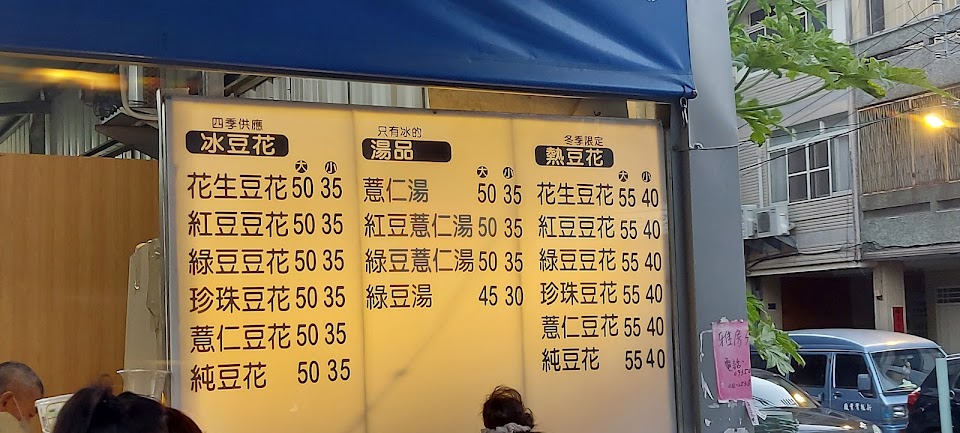 四季供應
冰豆花
大 小
花生豆花 50 35
紅豆豆花 50 35
綠豆豆花 50 35
珍珠豆花 50 35
薏仁豆花 50 35
純豆花 50 35
只有冰的
湯品
大 小
薏仁湯 50 35
紅豆薏仁湯 50 35
綠豆薏仁湯 50 35
綠豆湯 45 30
冬季限定
熱豆花
大 小
花生豆花 55 40
紅豆豆花 55 40
綠豆豆花 55 40
珍珠豆花 55 40
薏仁豆花 55 40
純豆花 55 40
電話